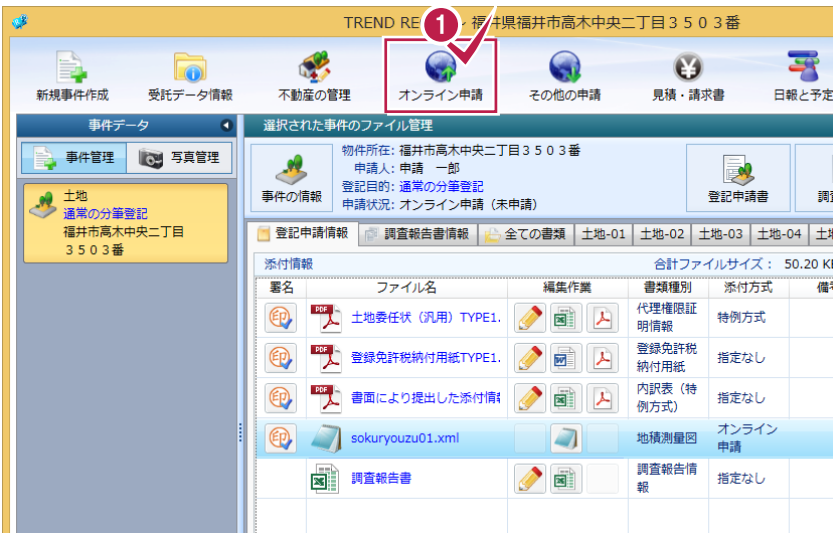 TREND RE
福井県福井市高木中央二丁目3503番
1
新規事件作成
受託データ情報
不動産の管理
オンライン申請
その他の申請
見積・請求書
日報と予定
事件データ
選択された事件のファイル管理
事件管理
写真管理
土地
通常の分筆登記
福井市高木中央二丁目
3503番
事件の情報
物件所在: 福井市高木中央二丁目3503番
申請人: 申請 一郎
登記目的: 通常の分筆登記
申請状況: オンライン申請(未申請)
登記申請書
登記申請情報
調査報告書情報
全ての書類
土地-01
土地-02
土地-03
土地-04
添付情報
合計ファイルサイズ: 50.20
署名
ファイル名
編集作業
書類種別
添付方式
PDF
土地委任状(汎用)TYPE1.
代理権限証
明情報
特例方式
PDF
登録免許税納付用紙TYPE1.
登録免許税
納付用紙
指定なし
PDF
書面により提出した添付情
内訳表(特
例方式)
指定なし
sokuryouzu01.xml
地積測量図
オンライン
申請
調査報告書
調査報告情
報
指定なし